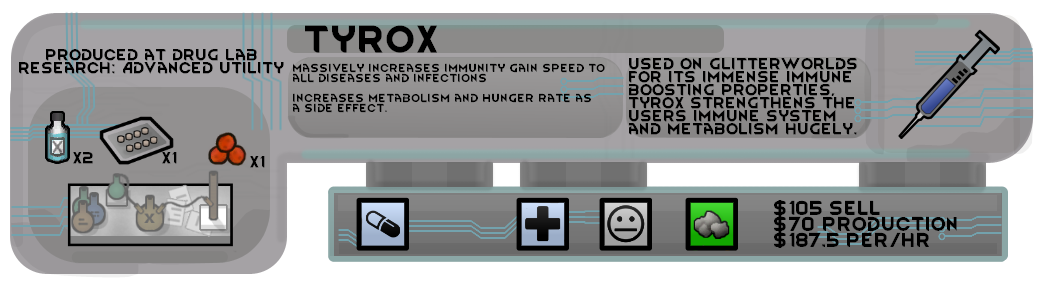 PRODUCED AT DRUG LAB
RESEARCH: ADVANCED UTILITY
X2
X1
X1
X
TYROX
MASSIVELY INCREASES IMMUNITY GAIN SPEED TO
ALL DISEASES AND INFECTIONS
INCREASES METABOLISM AND HUNGER RATE AS
A SIDE EFFECT.
USED ON GLITTERWORLDS
FOR ITS IMMENSE IMMUNE
BOOSTING PROPERTIES,
TYROX STRENGTHENS THE
USERS IMMUNE SYSTEM
AND METABOLISM HUGELY.
$105 SELL
$70 PRODUCTION
$187.5 PER/HR